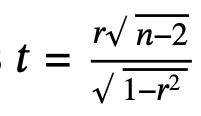 t = r√n−2 / √1−r²